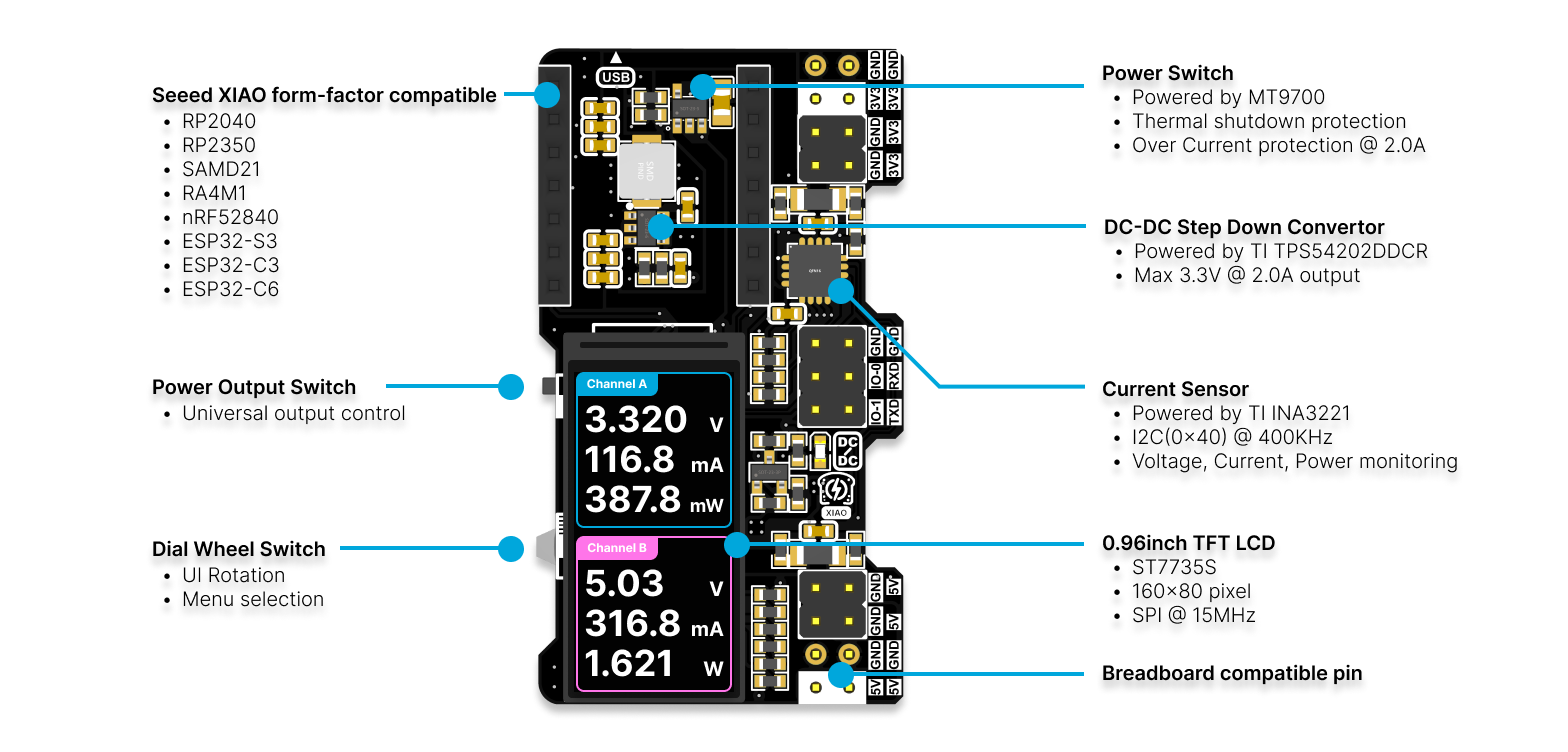 Seeed XIAO form-factor compatible
• RP2040
• RP2350
• SAMD21
• RA4M1
• nRF52840
• ESP32-S3
• ESP32-C3
• ESP32-C6
Power Output Switch
• Universal output control
Dial Wheel Switch
• UI Rotation
• Menu selection
USB
GND GND
3V3 3V3
GND 3V3
GND 3V3
GND GND
IO-0 RXD
IO-1 TXD
DC
DC
XIAO
Channel A
3.320 V
116.8 mA
387.8 mW
Channel B
5.03 V
316.8 mA
1.621 W
GND 5V
GND 5V
GND GND
5V 5V
Power Switch
• Powered by MT9700
• Thermal shutdown protection
• Over Current protection @ 2.0A
DC-DC Step Down Convertor
• Powered by TI TPS54202DDCR
• Max 3.3V @ 2.0A output
Current Sensor
• Powered by TI INA3221
• I2C(0×40) @ 400KHz
• Voltage, Current, Power monitoring
0.96inch TFT LCD
• ST7735S
• 160×80 pixel
• SPI @ 15MHz
Breadboard compatible pin